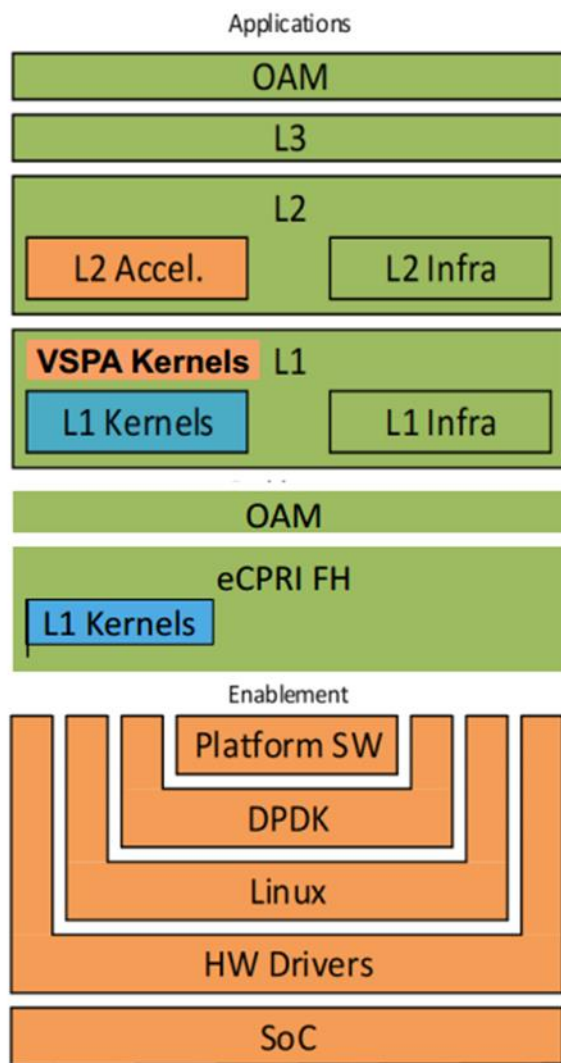 Applications
OAM
L3
L2
L2 Accel.
L2 Infra
VSPA Kernels
L1
L1 Kernels
L1 Infra
OAM
eCPRI FH
L1 Kernels
Enablement
Platform SW
DPDK
Linux
HW Drivers
SoC